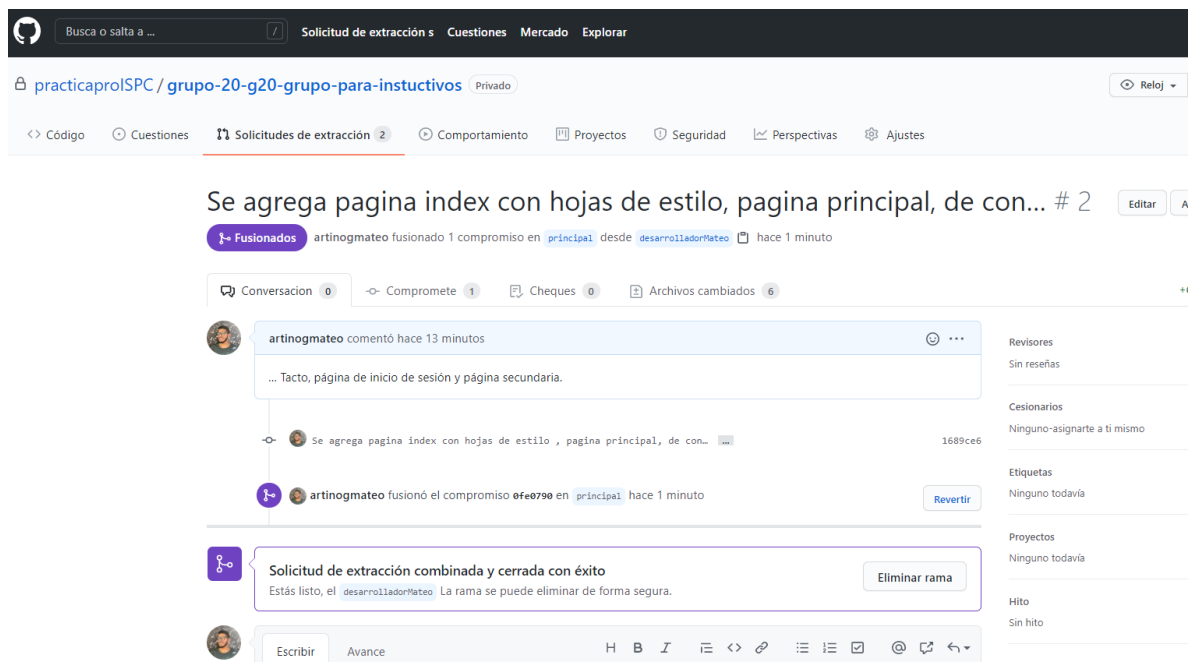 Busca o salta a ... / Solicitud de extracción s Cuestiones Mercado Explorar
practicaproISPC / grupo-20-g20-grupo-para-instuctivos Privado Reloj
Código Cuestiones Solicitudes de extracción 2 Comportamiento Proyectos Seguridad Perspectivas Ajustes
Se agrega pagina index con hojas de estilo, pagina principal, de con... # 2 Editar A
Fusionados artinogmateo fusionado 1 compromiso en principal desde desarrolladorMateo hace 1 minuto
Conversacion 0 Compromete 1 Cheques 0 Archivos cambiados 6
artinogmateo comentó hace 13 minutos
... Tacto, página de inicio de sesión y página secundaria.
Se agrega pagina index con hojas de estilo , pagina principal, de con… ... 1689ce6
artinogmateo fusionó el compromiso 0fe0790 en principal hace 1 minuto Revertir
Solicitud de extracción combinada y cerrada con éxito
Estás listo, el desarrolladorMateo La rama se puede eliminar de forma segura.
Eliminar rama
Escribir Avance H B I
Revisores
Sin reseñas
Cesionarios
Ninguno-asignarte a ti mismo
Etiquetas
Ninguno todavía
Proyectos
Ninguno todavía
Hito
Sin hito